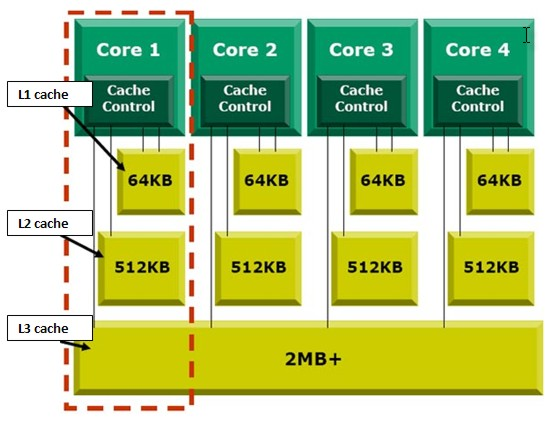 Core 1
Core 2
Core 3
Core 4
Cache
Control
Cache
Control
Cache
Control
Cache
Control
L1 cache
64KB
64KB
64KB
64KB
L2 cache
512KB
512KB
512KB
512KB
L3 cache
2MB+